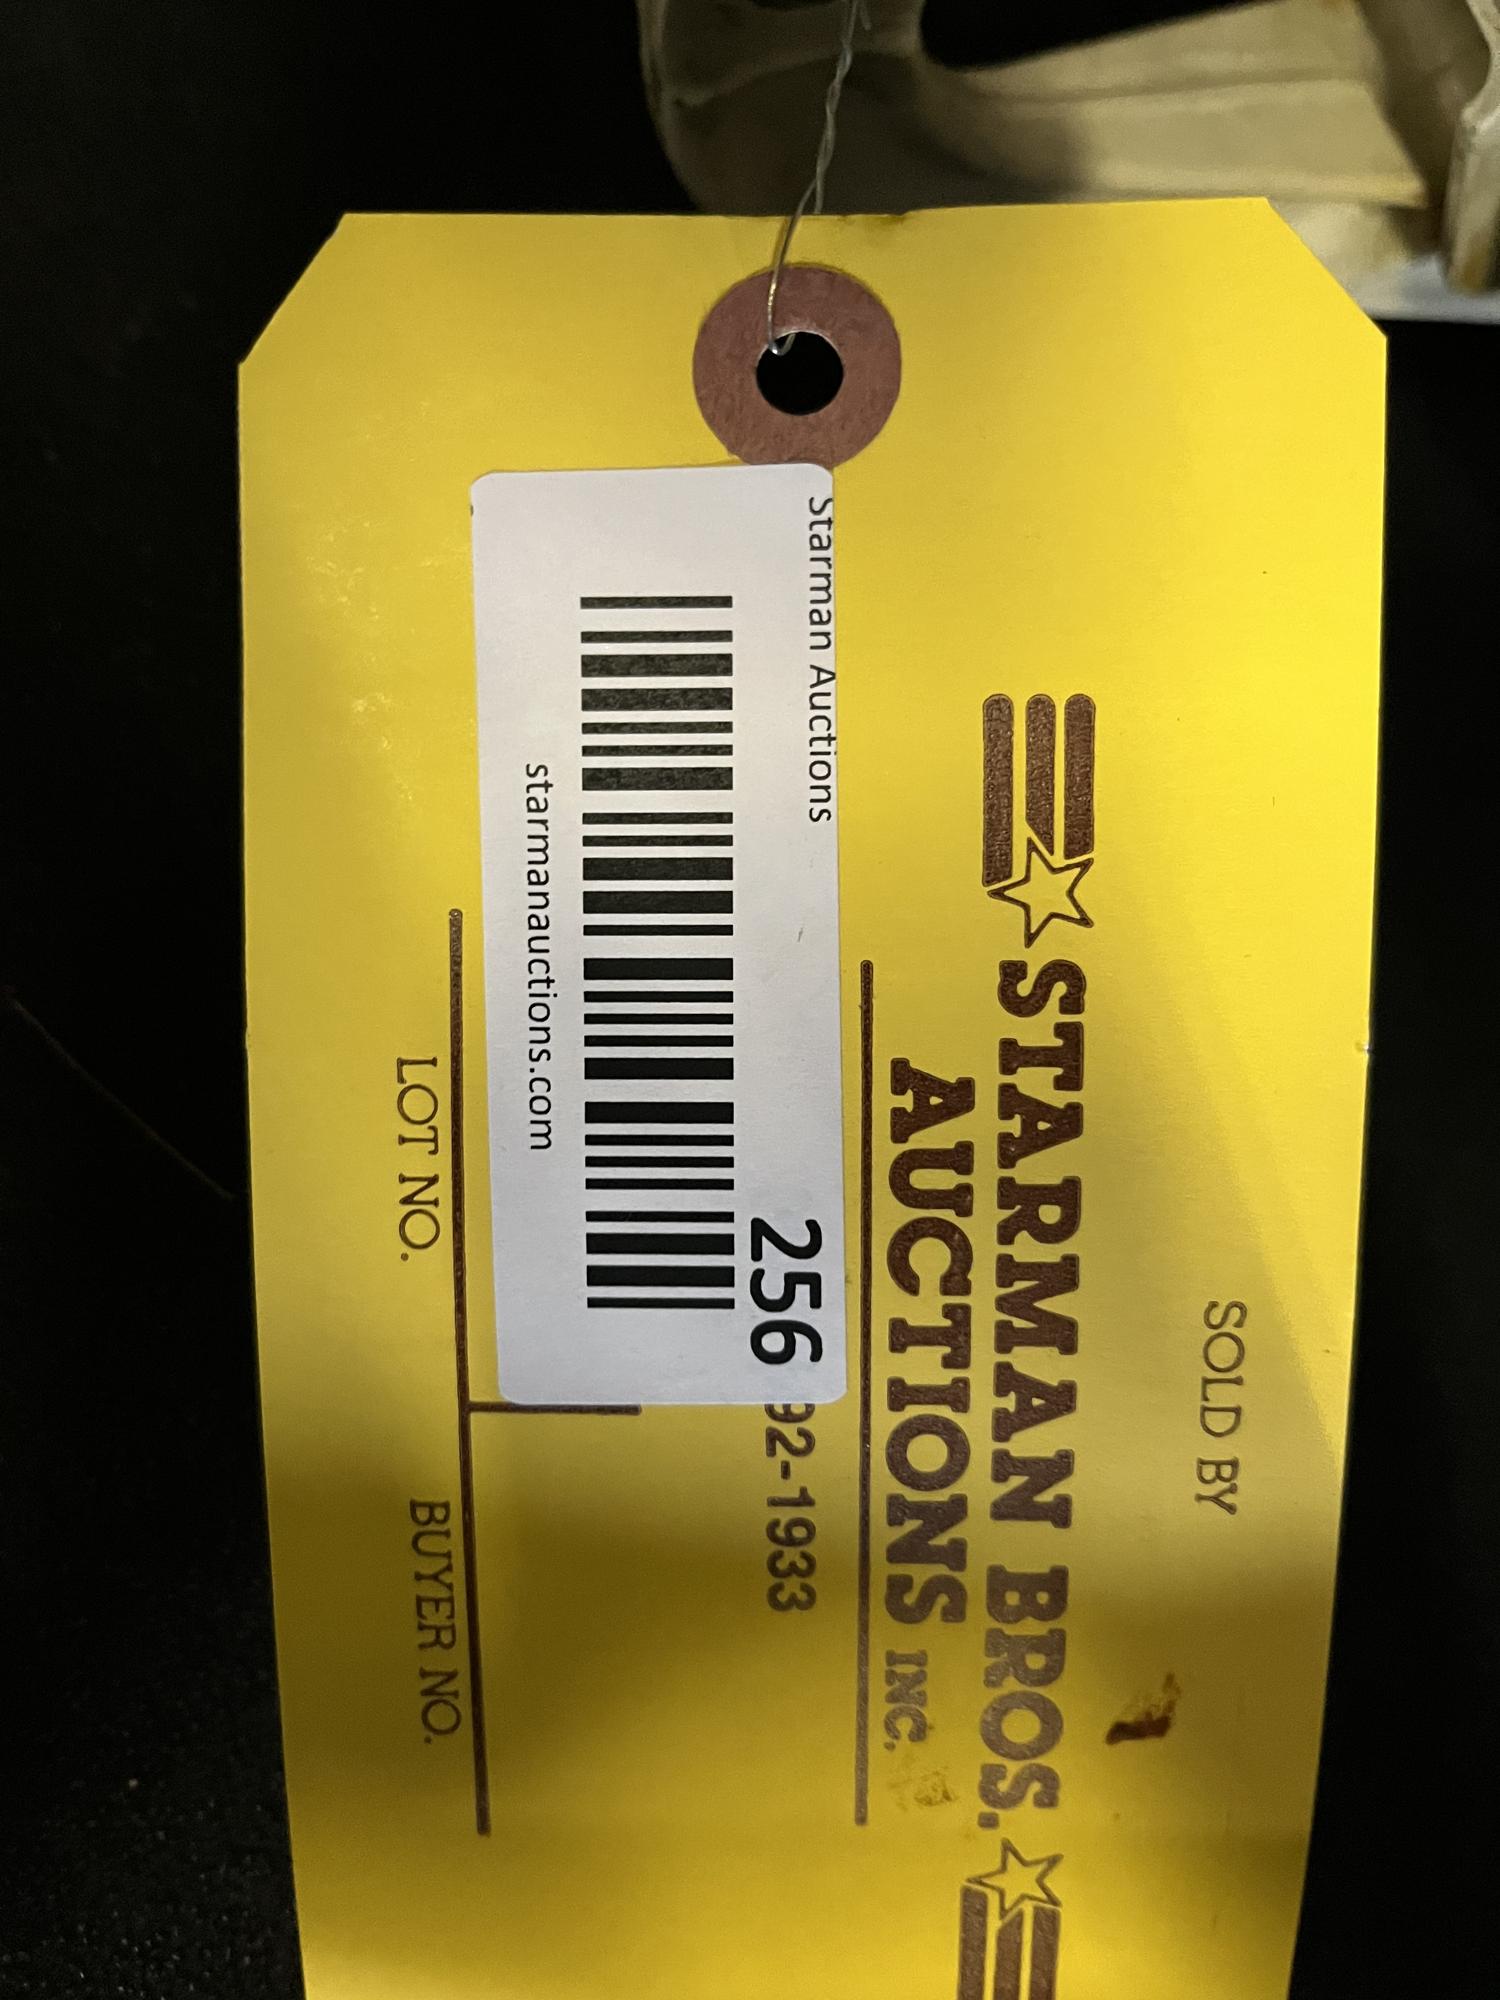 SOLD BY
STARMAN BROS.
AUCTIONS INC.
92-1933
Starman Auctions
256
starmanauctions.com
LOT NO.
BUYER NO.